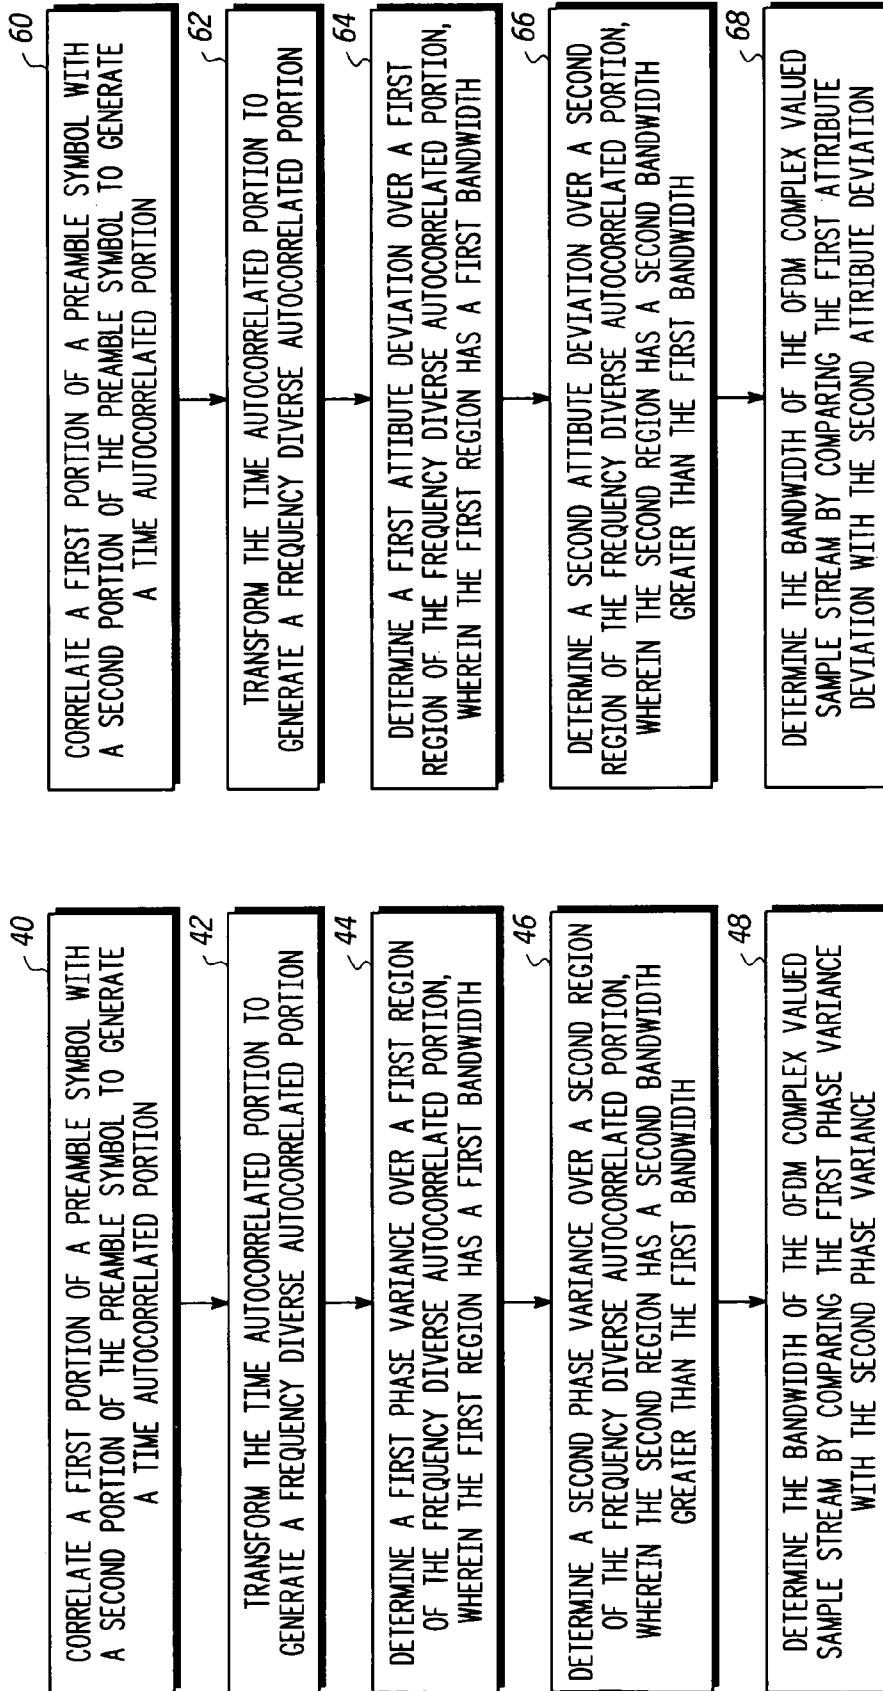 40
CORRELATE A FIRST PORTION OF A PREAMBLE SYMBOL WITH
A SECOND PORTION OF THE PREAMBLE SYMBOL TO GENERATE
A TIME AUTOCORRELATED PORTION
42
TRANSFORM THE TIME AUTOCORRELATED PORTION TO
GENERATE A FREQUENCY DIVERSE AUTOCORRELATED PORTION
44
DETERMINE A FIRST PHASE VARIANCE OVER A FIRST REGION
OF THE FREQUENCY DIVERSE AUTOCORRELATED PORTION,
WHEREIN THE FIRST REGION HAS A FIRST BANDWIDTH
46
DETERMINE A SECOND PHASE VARIANCE OVER A SECOND REGION
OF THE FREQUENCY DIVERSE AUTOCORRELATED PORTION,
WHEREIN THE SECOND REGION HAS A SECOND BANDWIDTH
GREATER THAN THE FIRST BANDWIDTH
48
DETERMINE THE BANDWIDTH OF THE OFDM COMPLEX VALUED
SAMPLE STREAM BY COMPARING THE FIRST PHASE VARIANCE
WITH THE SECOND PHASE VARIANCE
60
CORRELATE A FIRST PORTION OF A PREAMBLE SYMBOL WITH
A SECOND PORTION OF THE PREAMBLE SYMBOL TO GENERATE
A TIME AUTOCORRELATED PORTION
62
TRANSFORM THE TIME AUTOCORRELATED PORTION TO
GENERATE A FREQUENCY DIVERSE AUTOCORRELATED PORTION
64
DETERMINE A FIRST ATTIBUTE DEVIATION OVER A FIRST
REGION OF THE FREQUENCY DIVERSE AUTOCORRELATED PORTION,
WHEREIN THE FIRST REGION HAS A FIRST BANDWIDTH
66
DETERMINE A SECOND ATTIBUTE DEVIATION OVER A SECOND
REGION OF THE FREQUENCY DIVERSE AUTOCORRELATED PORTION,
WHEREIN THE SECOND REGION HAS A SECOND BANDWIDTH
GREATER THAN THE FIRST BANDWIDTH
68
DETERMINE THE BANDWIDTH OF THE OFDM COMPLEX VALUED
SAMPLE STREAM BY COMPARING THE FIRST ATTRIBUTE
DEVIATION WITH THE SECOND ATTRIBUTE DEVIATION